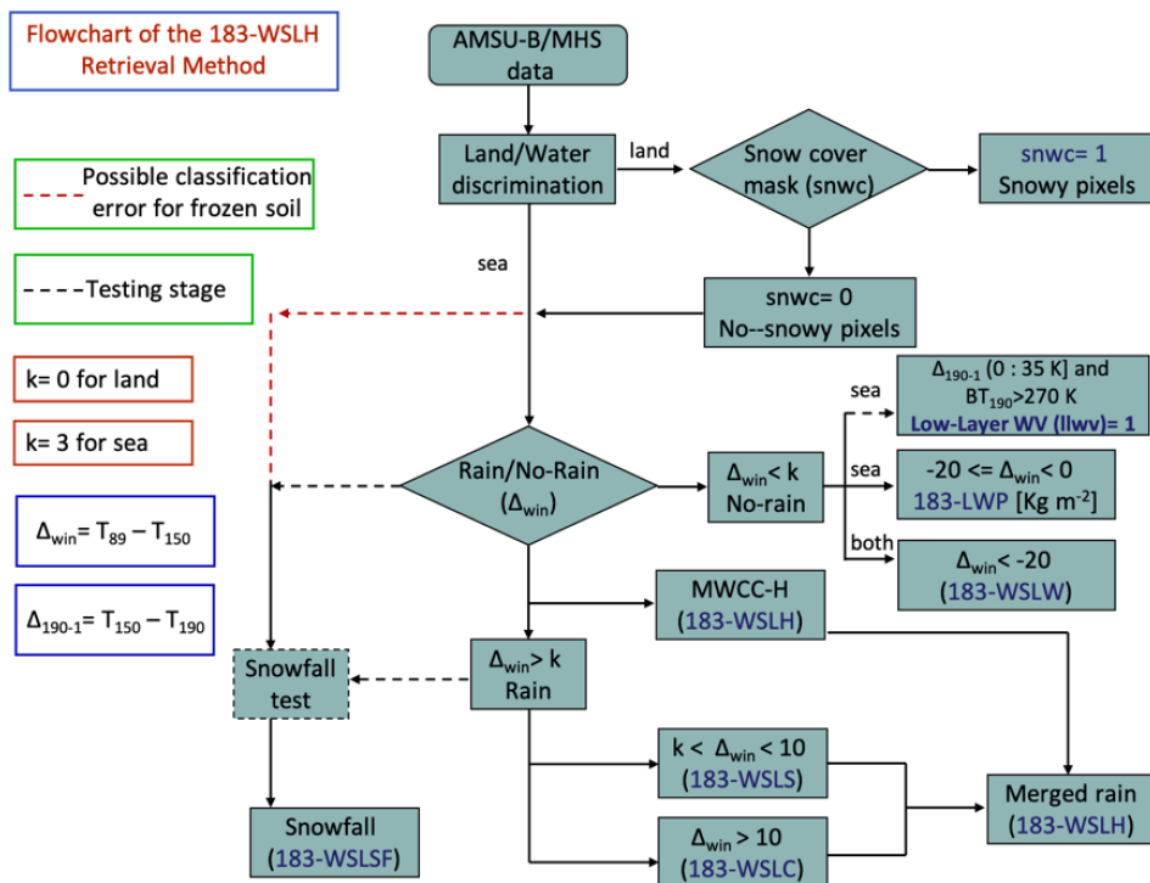 Flowchart of the 183-WSLH
Retrieval Method
AMSU-B/MHS
data
Land/Water
discrimination
land
Snow cover
mask (snwc)
snwc= 1
Snowy pixels
Possible classification
error for frozen soil
sea
Testing stage
snwc= 0
No--snowy pixels
k= 0 for land
k= 3 for sea
Δwin= T89 – T150
Δ190-1= T150 – T190
Rain/No-Rain
(Δwin)
Δwin< k
No-rain
sea
Δ190-1 (0 : 35 K] and
BT190>270 K
Low-Layer WV (llwv)= 1
sea
-20 <= Δwin< 0
183-LWP [Kg m-2]
both
Δwin< -20
(183-WSLW)
MWCC-H
(183-WSLH)
Δwin> k
Rain
Snowfall
test
k < Δwin < 10
(183-WSLS)
Δwin > 10
(183-WSLC)
Merged rain
(183-WSLH)
Snowfall
(183-WSLSF)